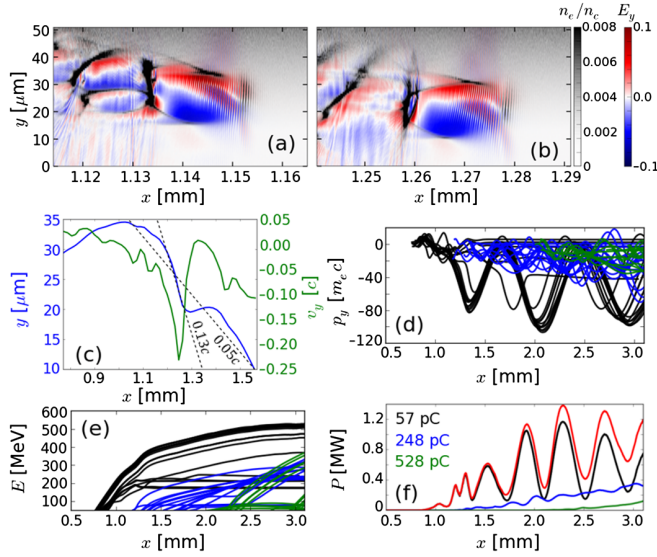 n_e/n_c E_y
50
40
30
20
10
0
y [μm]
(a)
(b)
0.008
0.006
0.004
0.002
0
0.1
0.0
-0.1
1.12 1.13 1.14 1.15
x [mm]
1.25 1.26 1.27 1.28 1.29
x [mm]
35
30
25
20
15
10
y [μm]
0.05
0.00
-0.05
-0.10
-0.15
-0.20
-0.25
v_y [c]
(c)
0.13c
0.05c
0.9 1.1 1.3 1.5
x [mm]
0
-40
-80
-120
p_y [m_e c]
(d)
0.5 1.0 1.5 2.0 2.5 3.0
x [mm]
600
500
400
300
200
100
E [MeV]
(e)
0.5 1.0 1.5 2.0 2.5 3.0
x [mm]
1.2
0.8
0.4
0
P [MW]
57 pC
248 pC
528 pC
(f)
0.5 1.0 1.5 2.0 2.5 3.0
x [mm]